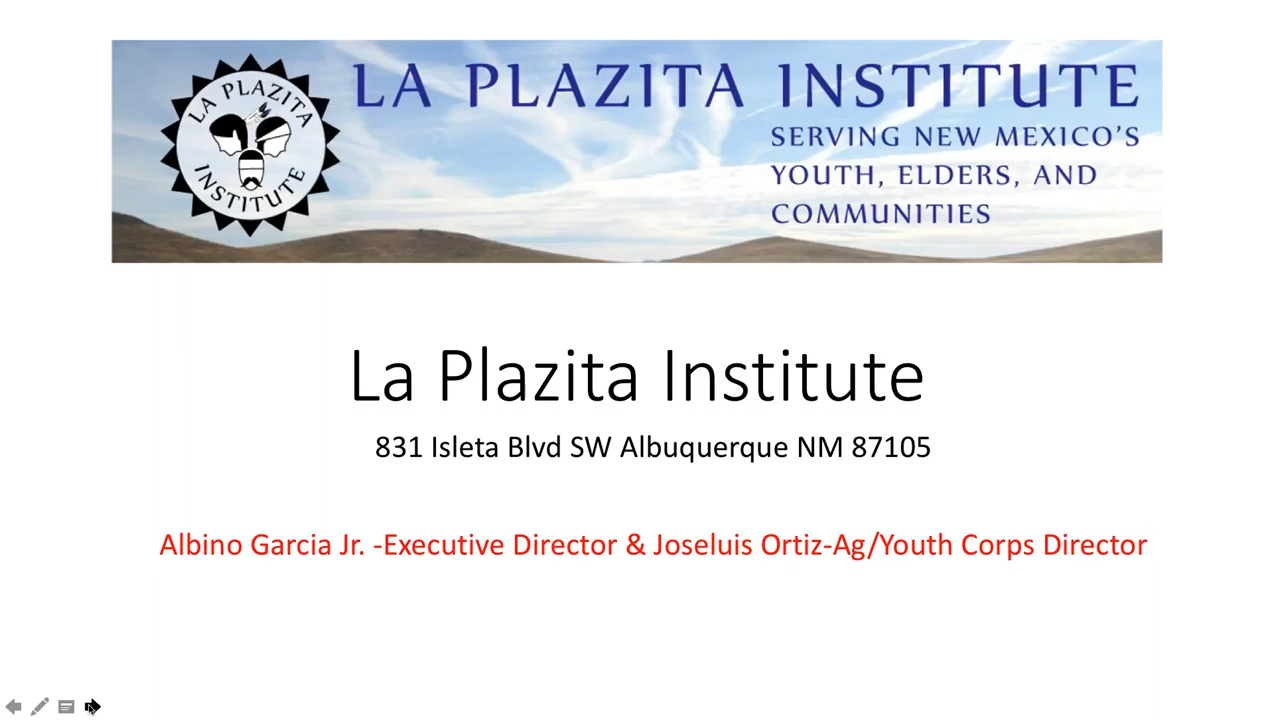 LA PLAZITA
INSTITUTE
LA PLAZITA INSTITUTE
SERVING NEW MEXICO'S
YOUTH, ELDERS, AND
COMMUNITIES
La Plazita Institute
831 Isleta Blvd SW Albuquerque NM 87105
Albino Garcia Jr. -Executive Director & Joseluis Ortiz-Ag/Youth Corps Director